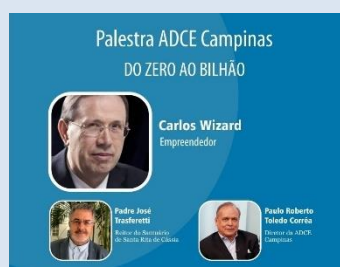 Palestra ADCE Campinas
DO ZERO AO BILHÃO
Carlos Wizard
Empreendedor
Padre José
Trasferetti
Reitor do Seminário
de Santa Rita de Cássia
Paulo Roberto
Toledo Corrêa
Diretor da ADCE
Campinas